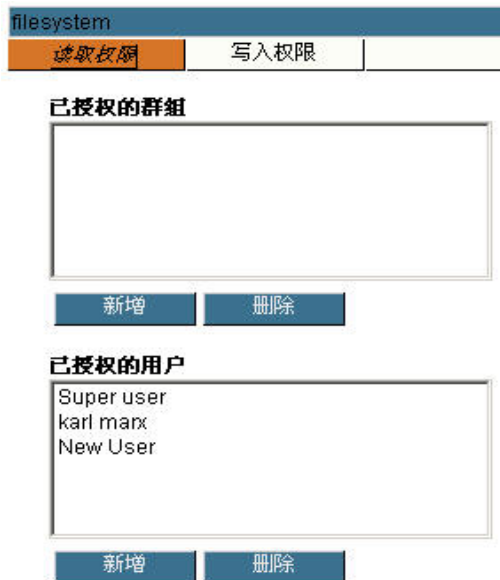 filesystem
读取权限 写入权限
已授权的群组
新增 删除
已授权的用户
Super user
karl marx
New User
新增 删除